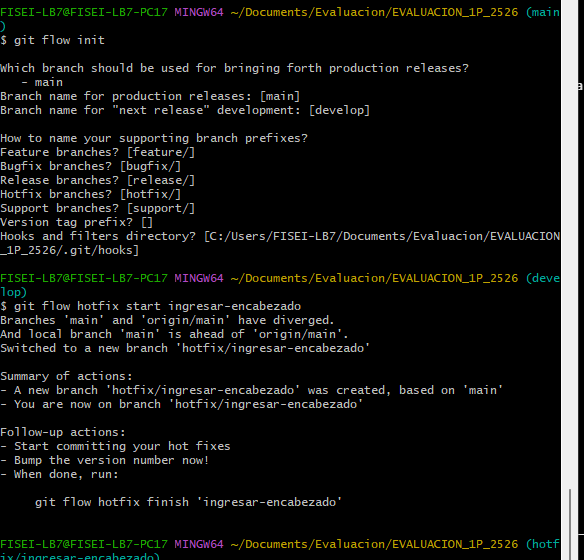 FISEI-LB7@FISEI-LB7-PC17 MINGW64 ~/Documents/Evaluacion/EVALUACION_1P_2526 (main
)
$ git flow init
Which branch should be used for bringing forth production releases?
   - main
Branch name for production releases: [main]
Branch name for "next release" development: [develop]
How to name your supporting branch prefixes?
Feature branches? [feature/]
Bugfix branches? [bugfix/]
Release branches? [release/]
Hotfix branches? [hotfix/]
Support branches? [support/]
Version tag prefix? []
Hooks and filters directory? [C:/Users/FISEI-LB7/Documents/Evaluacion/EVALUACION
_1P_2526/.git/hooks]
FISEI-LB7@FISEI-LB7-PC17 MINGW64 ~/Documents/Evaluacion/EVALUACION_1P_2526 (deve
lop)
$ git flow hotfix start ingresar-encabezado
Branches 'main' and 'origin/main' have diverged.
And local branch 'main' is ahead of 'origin/main'.
Switched to a new branch 'hotfix/ingresar-encabezado'
Summary of actions:
- A new branch 'hotfix/ingresar-encabezado' was created, based on 'main'
- You are now on branch 'hotfix/ingresar-encabezado'
Follow-up actions:
- Start committing your hot fixes
- Bump the version number now!
- When done, run:
     git flow hotfix finish 'ingresar-encabezado'
FISEI-LB7@FISEI-LB7-PC17 MINGW64 ~/Documents/Evaluacion/EVALUACION_1P_2526 (hotf
ix/ingresar-encabezado)